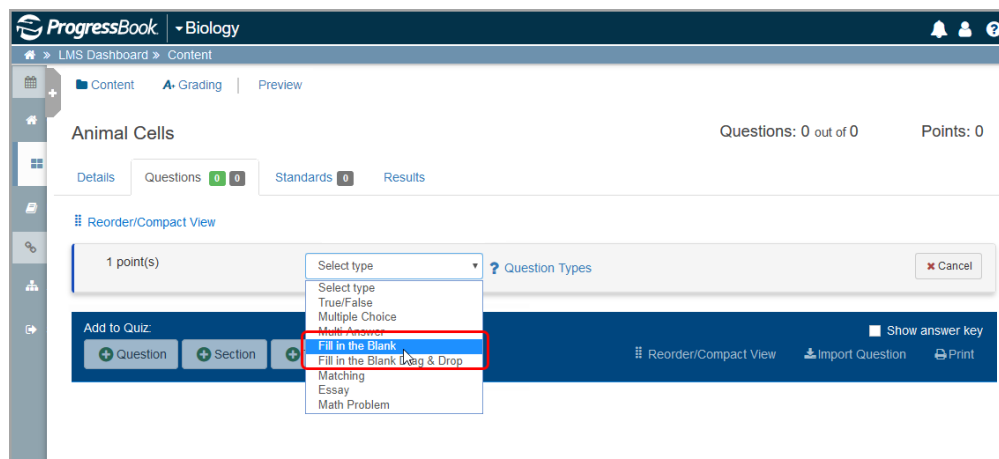 ProgressBook Biology
» LMS Dashboard » Content
Content A+ Grading Preview
Animal Cells
Questions: 0 out of 0 Points: 0
Details Questions 0 0 Standards 0 Results
Reorder/Compact View
1 point(s)
Select type
? Question Types
Cancel
Select type
True/False
Multiple Choice
Multi-Answer
Fill in the Blank
Fill in the Blank Drag & Drop
Matching
Essay
Math Problem
Add to Quiz:
Show answer key
Question Section
Reorder/Compact View Import Question Print